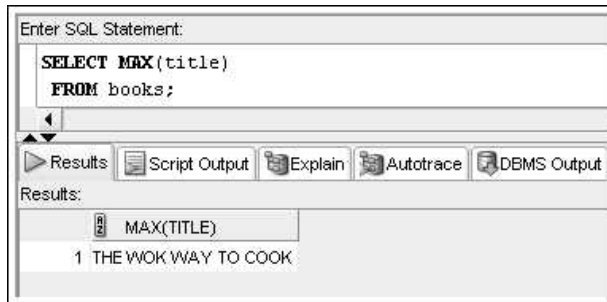 Enter SQL Statement:
SELECT MAX(title)
FROM books;
Results Script Output Explain Autotrace DBMS Output
Results:
MAX(TITLE)
1 THE WOK WAY TO COOK